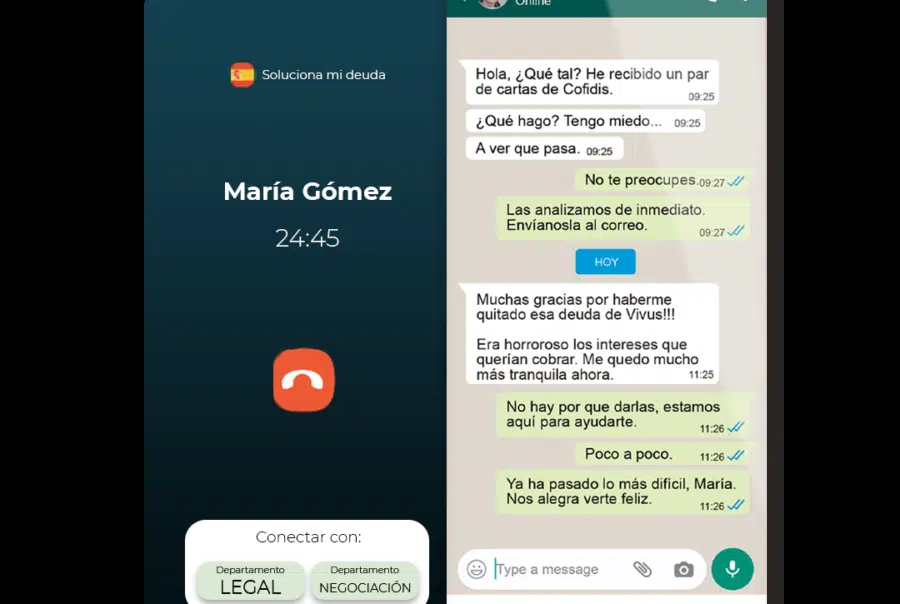 Soluciona mi deuda
María Gómez
24:45
Conectar con:
Departamento
LEGAL
Departamento
NEGOCIACIÓN
Online
Hola, ¿Qué tal? He recibido un par
de cartas de Cofidis.
09:25
¿Qué hago? Tengo miedo... 09:25
A ver que pasa. 09:25
No te preocupes. 09:27
Las analizamos de inmediato.
Envíanosla al correo.
09:27
HOY
Muchas gracias por haberme
quitado esa deuda de Vivus!!!
Era horroroso los intereses que
querían cobrar. Me quedo mucho
más tranquila ahora.
11:25
No hay por que darlas, estamos
aquí para ayudarte.
11:26
Poco a poco. 11:26
Ya ha pasado lo más difícil, María.
Nos alegra verte feliz.
11:26
Type a message